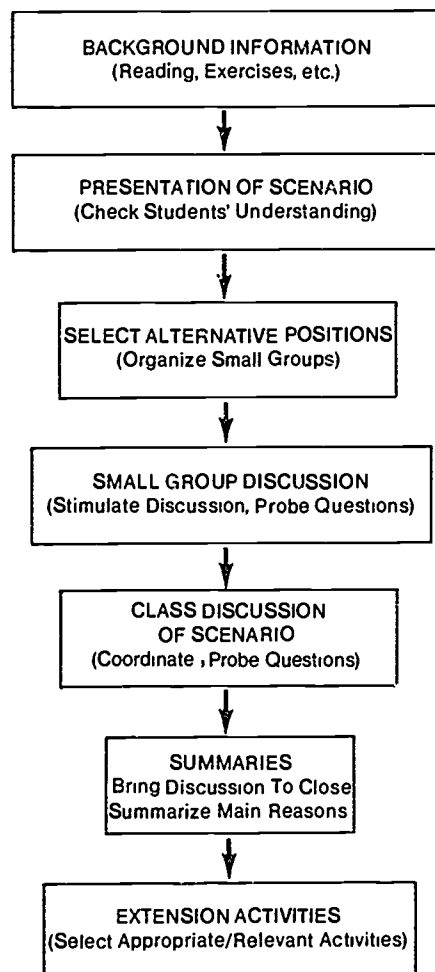 BACKGROUND INFORMATION
(Reading, Exercises, etc.)
PRESENTATION OF SCENARIO
(Check Students' Understanding)
SELECT ALTERNATIVE POSITIONS
(Organize Small Groups)
SMALL GROUP DISCUSSION
(Stimulate Discussion, Probe Questions)
CLASS DISCUSSION
OF SCENARIO
(Coordinate, Probe Questions)
SUMMARIES
Bring Discussion To Close
Summarize Main Reasons
EXTENSION ACTIVITIES
(Select Appropriate/Relevant Activities)